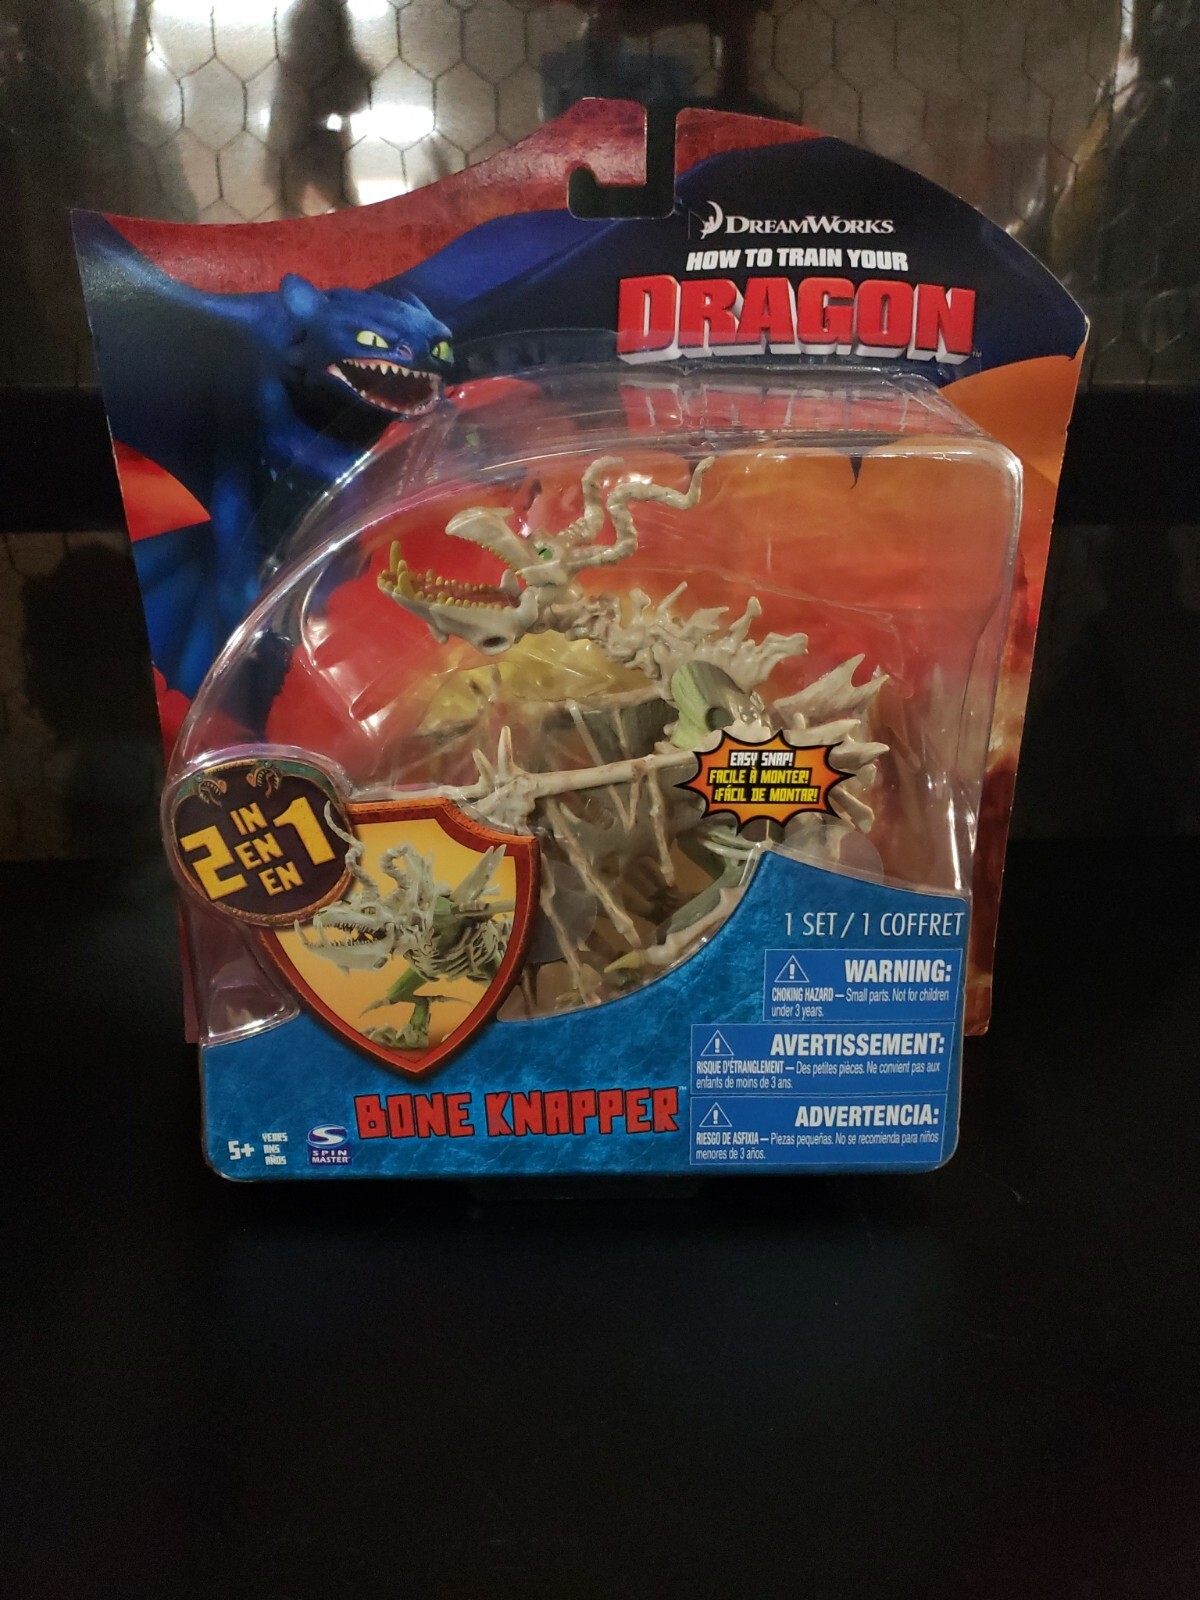 DREAMWORKS
HOW TO TRAIN YOUR
DRAGON™
EASY SNAP!
FACILE À MONTER!
¡FÁCIL DE MONTAR!
2 IN 1
EN
EN
1 SET / 1 COFFRET
WARNING:
CHOKING HAZARD — Small parts. Not for children
under 3 years.
AVERTISSEMENT:
RISQUE D'ÉTRANGLEMENT — Des petites pièces. Ne convient pas aux
enfants de moins de 3 ans.
ADVERTENCIA:
RIESGO DE ASFIXIA — Piezas pequeñas. No se recomienda para niños
menores de 3 años.
BONE KNAPPER™
5+ YEARS
ANS
AÑOS
SPIN
MASTER